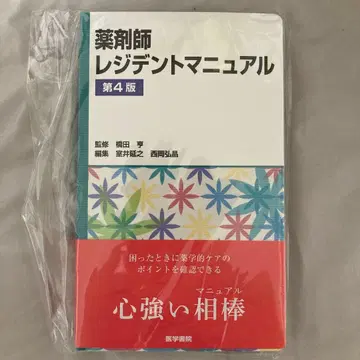 薬剤師
レジデントマニュアル
第4版
監修 橋田 亨
編集 室井延之 西岡弘晶
困ったときに薬学的ケアの
ポイントを確認できる
マニュアル
心強い相棒
医学書院